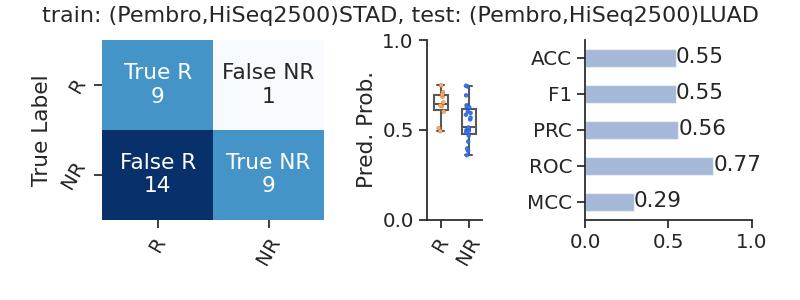 train: (Pembro,HiSeq2500)STAD, test: (Pembro,HiSeq2500)LUAD
True Label
R
NR
True R
9
False NR
1
False R
14
True NR
9
R
NR
Pred. Prob.
1.0
0.5
0.0
R
NR
ACC
0.55
F1
0.55
PRC
0.56
ROC
0.77
MCC
0.29
0.0
0.5
1.0